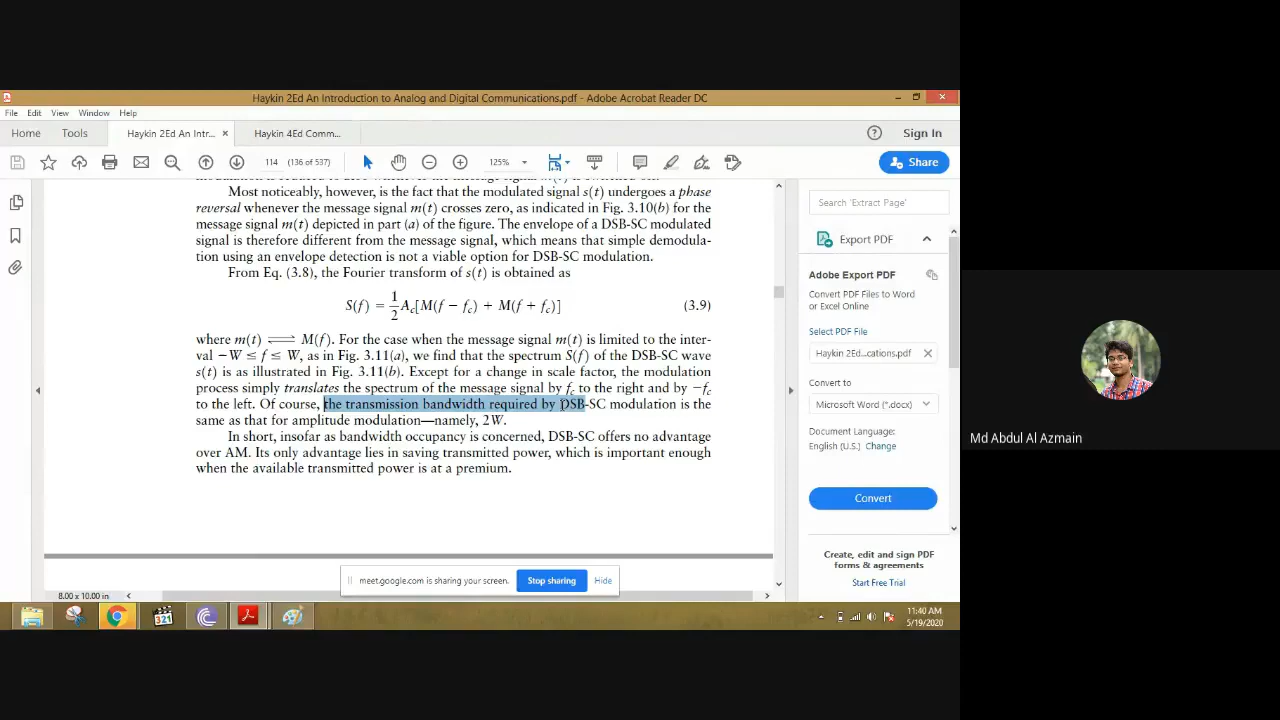 Haykin 2Ed An Introduction to Analog and Digital Communications.pdf - Adobe Acrobat Reader DC
File Edit View Window Help
Home Tools Haykin 2Ed An Intr... × Haykin 4Ed Comm... Sign In
114 (136 of 537) 125% Share
Most noticeably, however, is the fact that the modulated signal s(t) undergoes a phase
reversal whenever the message signal m(t) crosses zero, as indicated in Fig. 3.10(b) for the
message signal m(t) depicted in part (a) of the figure. The envelope of a DSB-SC modulated
signal is therefore different from the message signal, which means that simple demodula-
tion using an envelope detection is not a viable option for DSB-SC modulation.
From Eq. (3.8), the Fourier transform of s(t) is obtained as
S(f) = 1/2 Ac[M(f − fc) + M(f + fc)] (3.9)
where m(t) ⇌ M(f). For the case when the message signal m(t) is limited to the inter-
val −W ≤ f ≤ W, as in Fig. 3.11(a), we find that the spectrum S(f) of the DSB-SC wave
s(t) is as illustrated in Fig. 3.11(b). Except for a change in scale factor, the modulation
process simply translates the spectrum of the message signal by fc to the right and by −fc
to the left. Of course, the transmission bandwidth required by DSB-SC modulation is the
same as that for amplitude modulation—namely, 2W.
In short, insofar as bandwidth occupancy is concerned, DSB-SC offers no advantage
over AM. Its only advantage lies in saving transmitted power, which is important enough
when the available transmitted power is at a premium.
8.00 x 10.00 in
Search 'Extract Page'
Export PDF
Adobe Export PDF
Convert PDF Files to Word
or Excel Online
Select PDF File
Haykin 2Ed...cations.pdf ×
Convert to
Microsoft Word (*.docx)
Document Language:
English (U.S.) Change
Convert
Create, edit and sign PDF
forms & agreements
Start Free Trial
meet.google.com is sharing your screen. Stop sharing Hide
321
11:40 AM
5/19/2020
Md Abdul Al Azmain